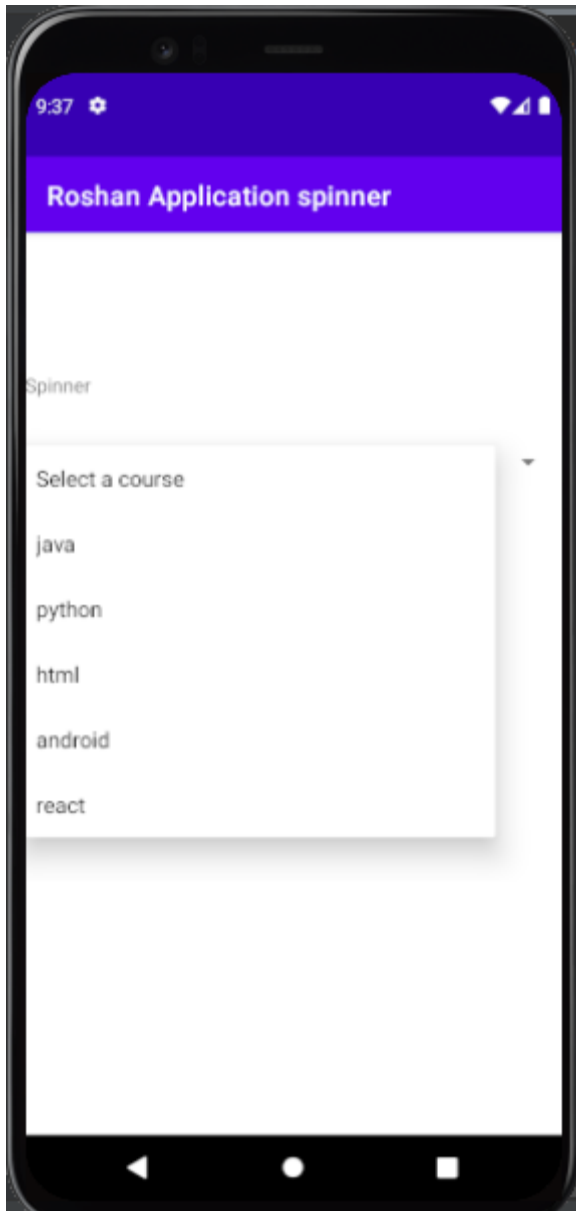 9:37
Roshan Application spinner
Spinner
Select a course
java
python
html
android
react